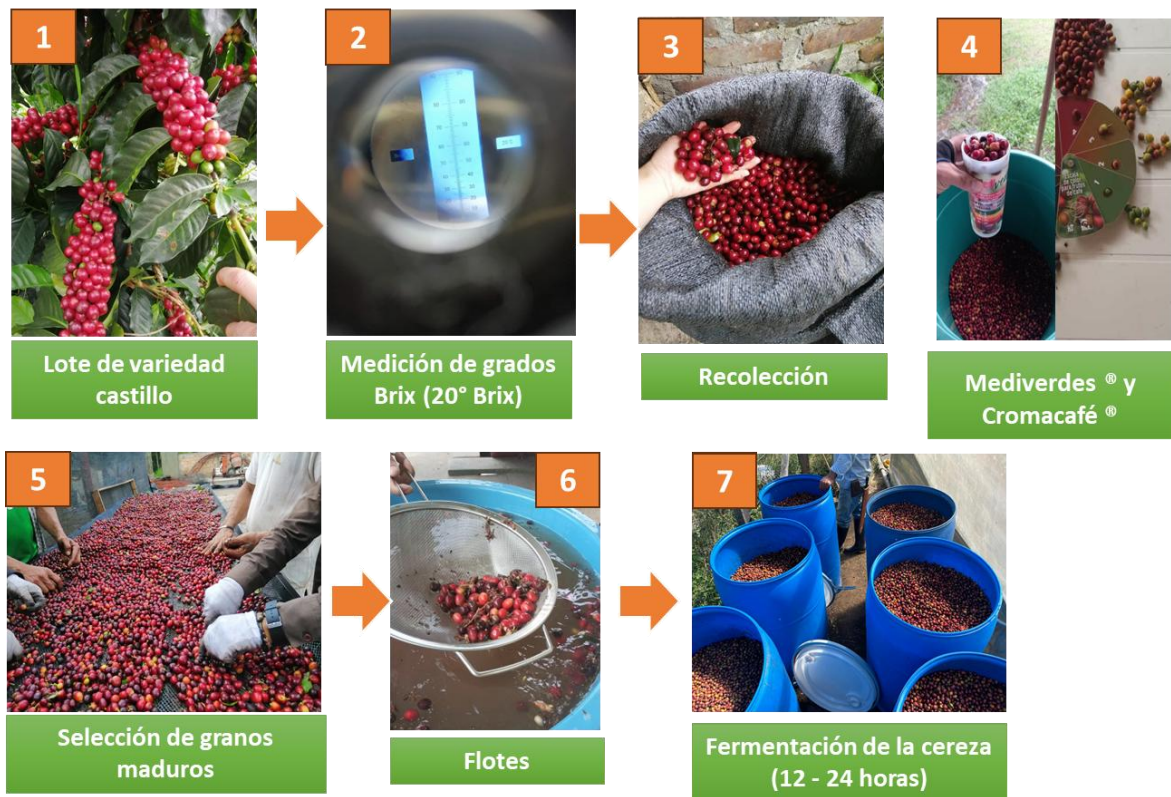 1
2
3
4
Lote de variedad
castillo
Medición de grados
Brix (20° Brix)
Recolección
Mediverdes ® y
Cromacafé ®
5
6
7
Selección de granos
maduros
Flotes
Fermentación de la cereza
(12 - 24 horas)